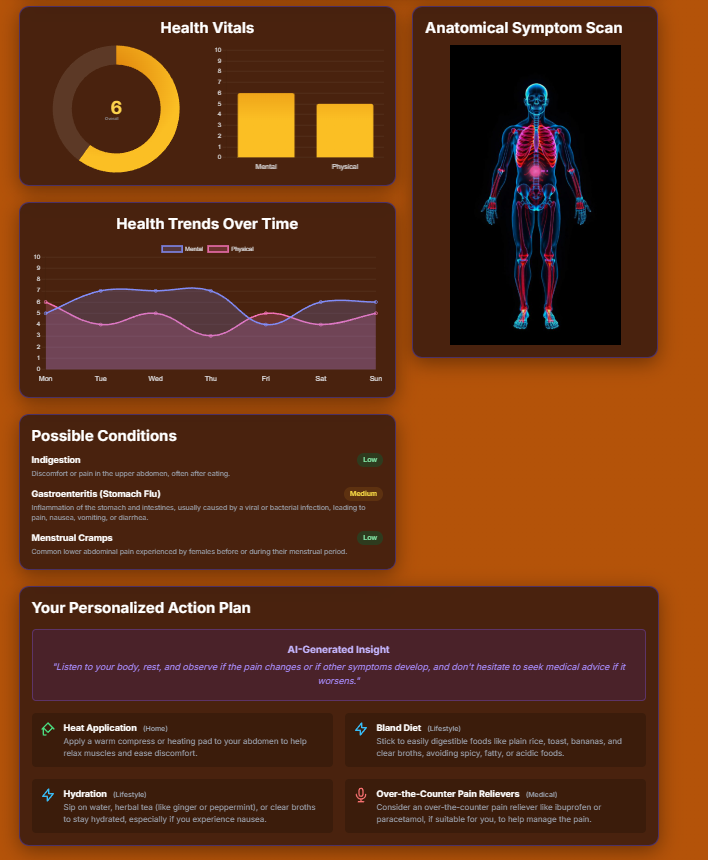 Health Vitals
6
Overall
10
9
8
7
6
5
4
3
2
1
0
Mental
Physical
Anatomical Symptom Scan
Health Trends Over Time
Mental
Physical
10
9
8
7
6
5
4
3
2
1
0
Mon
Tue
Wed
Thu
Fri
Sat
Sun
Possible Conditions
Indigestion
Low
Discomfort or pain in the upper abdomen, often after eating.
Gastroenteritis (Stomach Flu)
Medium
Inflammation of the stomach and intestines, usually caused by a viral or bacterial infection, leading to
pain, nausea, vomiting, or diarrhea.
Menstrual Cramps
Low
Common lower abdominal pain experienced by females before or during their menstrual period.
Your Personalized Action Plan
AI-Generated Insight
"Listen to your body, rest, and observe if the pain changes or if other symptoms develop, and don't hesitate to seek medical advice if it
worsens."
Heat Application (Home)
Apply a warm compress or heating pad to your abdomen to help
relax muscles and ease discomfort.
Bland Diet (Lifestyle)
Stick to easily digestible foods like plain rice, toast, bananas, and
clear broths, avoiding spicy, fatty, or acidic foods.
Hydration (Lifestyle)
Sip on water, herbal tea (like ginger or peppermint), or clear broths
to stay hydrated, especially if you experience nausea.
Over-the-Counter Pain Relievers (Medical)
Consider an over-the-counter pain reliever like ibuprofen or
paracetamol, if suitable for you, to help manage the pain.